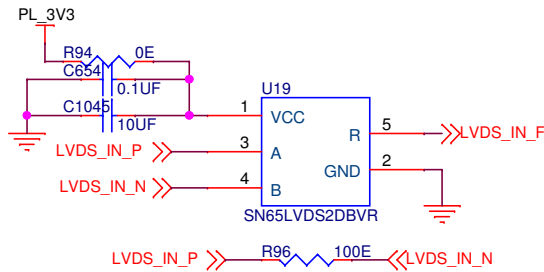 PL_3V3
R94 0E
C654
0.1UF
C1045
10UF
U19
1 VCC
LVDS_IN_P 3 A
R 5 LVDS_IN_F
LVDS_IN_N 4 B
GND 2
SN65LVDS2DBVR
LVDS_IN_P R96 100E LVDS_IN_N